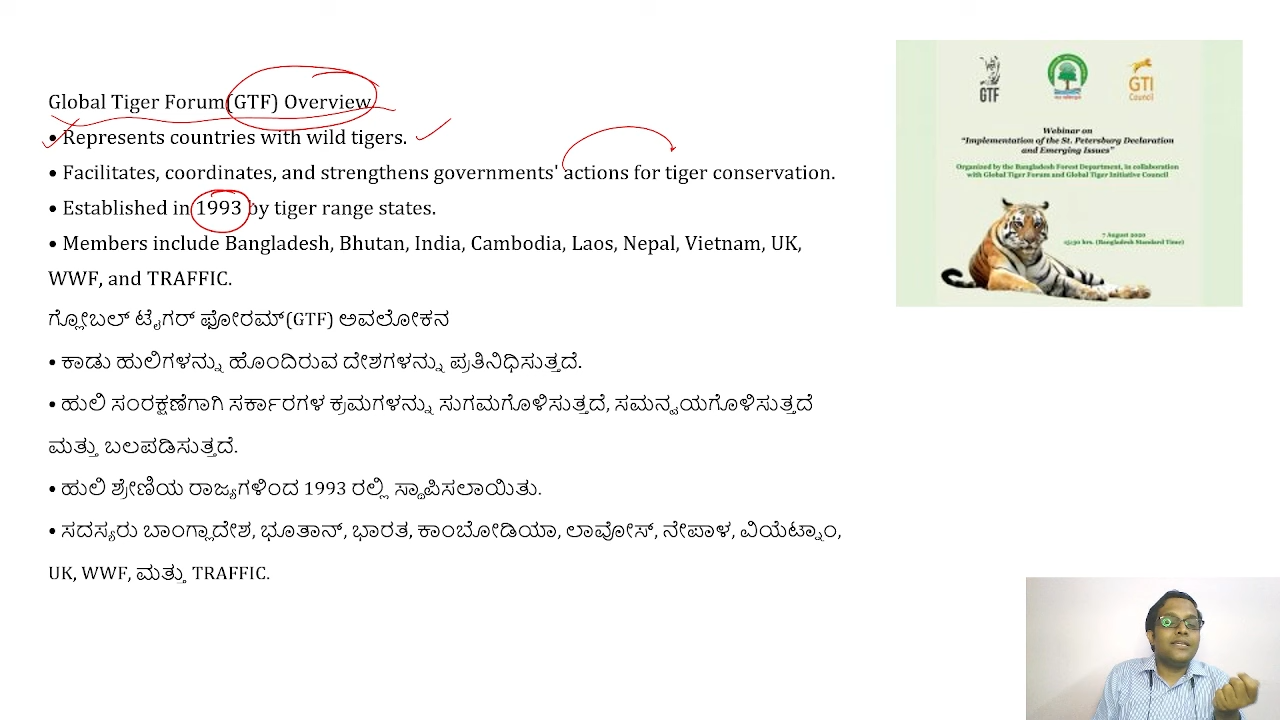 Global Tiger Forum(GTF) Overview
• Represents countries with wild tigers.
• Facilitates, coordinates, and strengthens governments' actions for tiger conservation.
• Established in 1993 by tiger range states.
• Members include Bangladesh, Bhutan, India, Cambodia, Laos, Nepal, Vietnam, UK,
WWF, and TRAFFIC.
ಗ್ಲೋಬಲ್ ಟೈಗರ್ ಫೋರಮ್(GTF) ಅವಲೋಕನ
• ಕಾಡು ಹುಲಿಗಳನ್ನು ಹೊಂದಿರುವ ದೇಶಗಳನ್ನು ಪ್ರತಿನಿಧಿಸುತ್ತದೆ.
• ಹುಲಿ ಸಂರಕ್ಷಣೆಗಾಗಿ ಸರ್ಕಾರಗಳ ಕ್ರಮಗಳನ್ನು ಸುಗಮಗೊಳಿಸುತ್ತದೆ, ಸಮನ್ವಯಗೊಳಿಸುತ್ತದೆ
ಮತ್ತು ಬಲಪಡಿಸುತ್ತದೆ.
• ಹುಲಿ ಶ್ರೇಣಿಯ ರಾಜ್ಯಗಳಿಂದ 1993 ರಲ್ಲಿ ಸ್ಥಾಪಿಸಲಾಯಿತು.
• ಸದಸ್ಯರು ಬಾಂಗ್ಲಾದೇಶ, ಭೂತಾನ್, ಭಾರತ, ಕಾಂಬೋಡಿಯಾ, ಲಾವೋಸ್, ನೇಪಾಳ, ವಿಯೆಟ್ನಾಂ,
UK, WWF, ಮತ್ತು TRAFFIC.
GTF
GTI
Council
Webinar on
"Implementation of the St. Petersburg Declaration
and Emerging Issues"
Organized by the Bangladesh Forest Department, in collaboration
with Global Tiger Forum and Global Tiger Initiative Council
7 August 2020
15:30 hrs. (Bangladesh Standard Time)